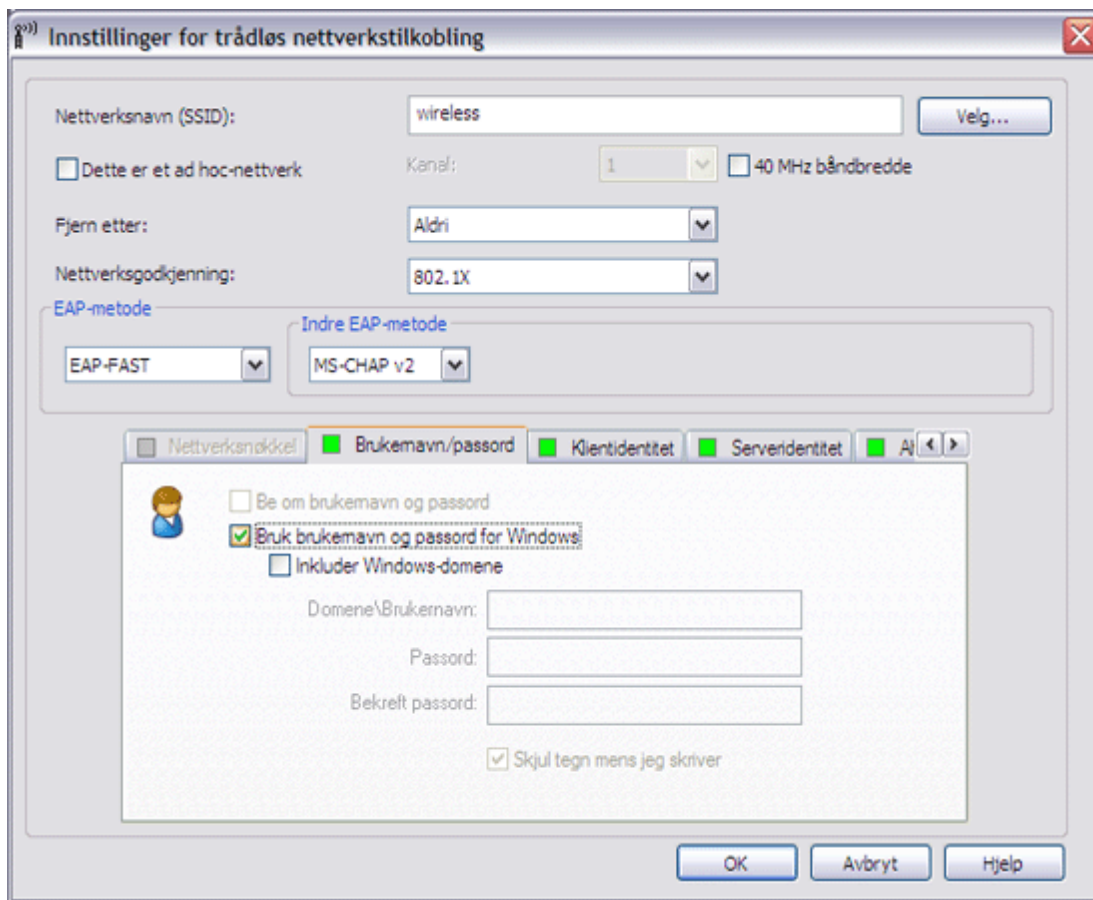 Innstillinger for trådløs nettverkstilkobling
Nettverksnavn (SSID): wireless Velg...
Dette er et ad hoc-nettverk Kanal: 1 40 MHz båndbredde
Fjern etter: Aldri
Nettverksgodkjenning: 802.1X
EAP-metode
Indre EAP-metode
EAP-FAST MS-CHAP v2
Nettverksnøkkel Brukernavn/passord Klientidentitet Serveridentitet
Be om brukernavn og passord
Bruk brukernavn og passord for Windows
Inkluder Windows-domene
Domene\Brukernavn:
Passord:
Bekreft passord:
Skjul tegn mens jeg skriver
OK Avbryt Hjelp